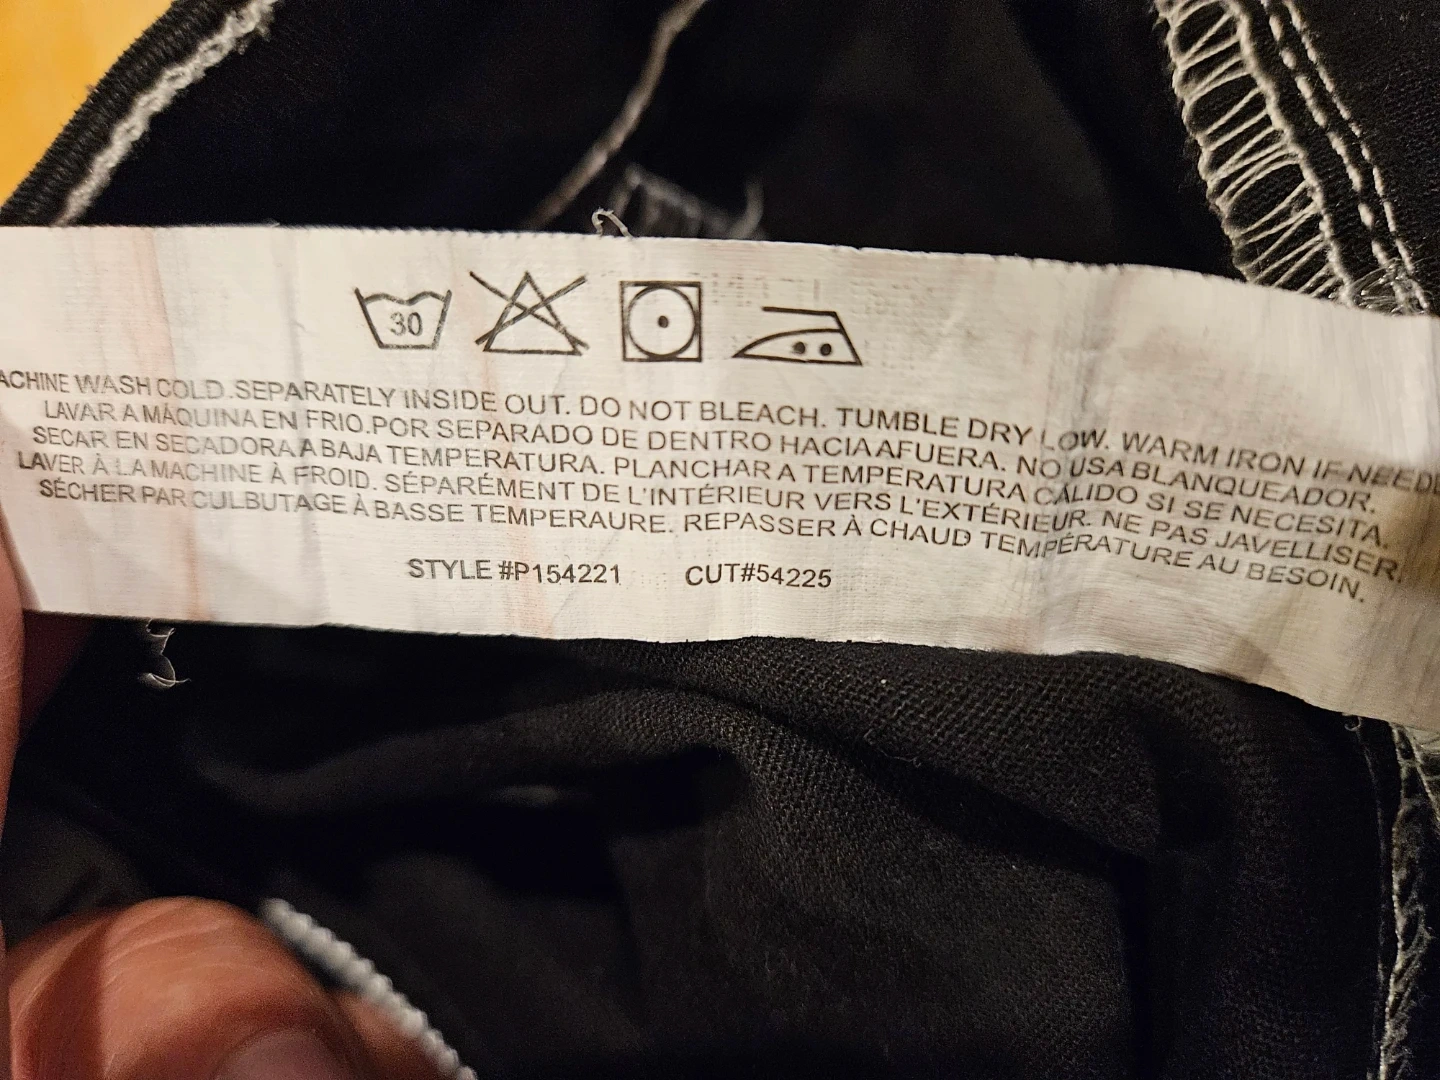 30
MACHINE WASH COLD.SEPARATELY INSIDE OUT. DO NOT BLEACH. TUMBLE DRY LOW. WARM IRON IF NEEDE
LAVAR A MÁQUINA EN FRIO.POR SEPARADO DE DENTRO HACIA AFUERA. NO USA BLANQUEADOR.
SECAR EN SECADORA A BAJA TEMPERATURA. PLANCHAR A TEMPERATURA CÁLIDO SI SE NECESITA.
LAVER À LA MACHINE À FROID. SÉPARÉMENT DE L'INTÉRIEUR VERS L'EXTÉRIEUR. NE PAS JAVELLISER.
SÉCHER PAR CULBUTAGE À BASSE TEMPERAURE. REPASSER À CHAUD TEMPÉRATURE AU BESOIN.
STYLE #P154221 CUT#54225